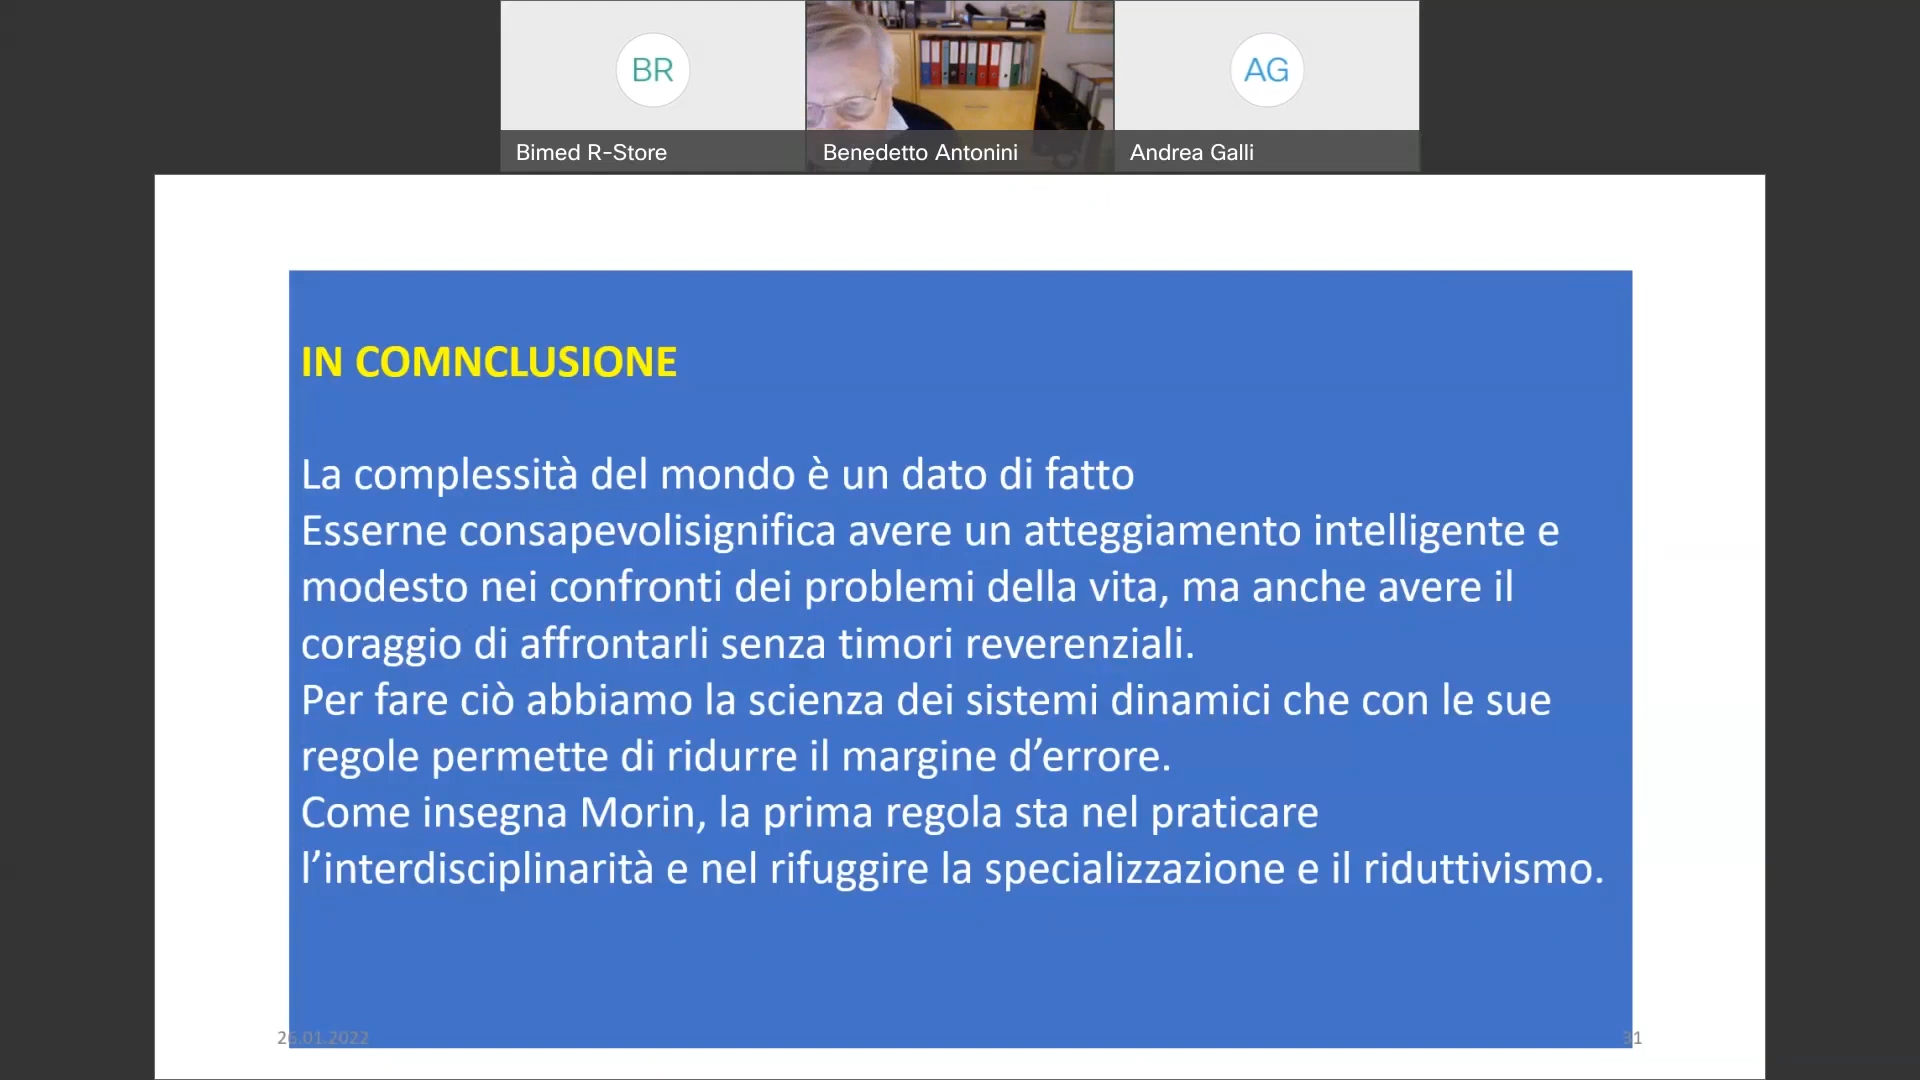 BR
AG
Bimed R-Store
Benedetto Antonini
Andrea Galli
IN COMNCLUSIONE
La complessità del mondo è un dato di fatto
Esserne consapevolisignifica avere un atteggiamento intelligente e
modesto nei confronti dei problemi della vita, ma anche avere il
coraggio di affrontarli senza timori reverenziali.
Per fare ciò abbiamo la scienza dei sistemi dinamici che con le sue
regole permette di ridurre il margine d’errore.
Come insegna Morin, la prima regola sta nel praticare
l’interdisciplinarità e nel rifuggire la specializzazione e il riduttivismo.
26.01.2022
31